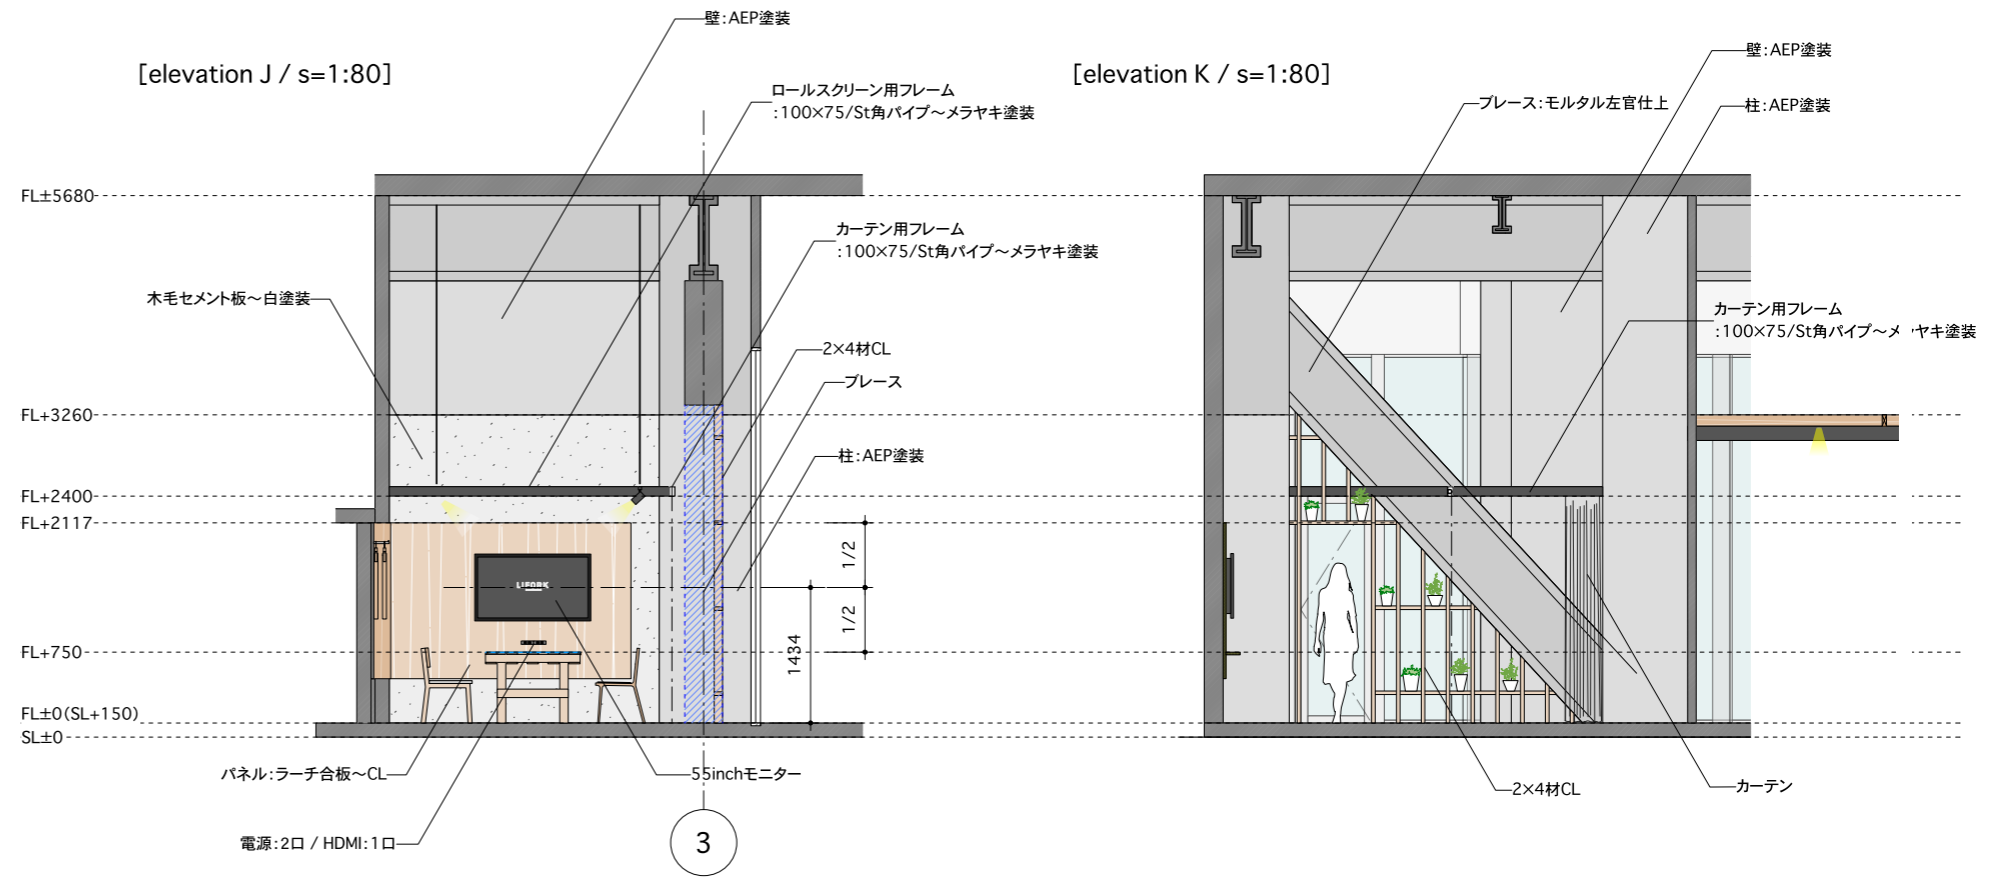 壁:AEP塗装
[elevation J / s=1:80]
ロールスクリーン用フレーム
:100×75/St角パイプ～メラヤキ塗装
カーテン用フレーム
:100×75/St角パイプ～メラヤキ塗装
木毛セメント板～白塗装
2×4材CL
ブレース
柱:AEP塗装
FL±5680
FL+3260
FL+2400
FL+2117
FL+750
FL±0(SL+150)
SL±0
LIFORK
1/2
1/2
1434
パネル:ラーチ合板～CL
55inchモニター
電源:2口 / HDMI:1口
3
[elevation K / s=1:80]
壁:AEP塗装
ブレース:モルタル左官仕上
柱:AEP塗装
カーテン用フレーム
:100×75/St角パイプ～メラヤキ塗装
2×4材CL
カーテン